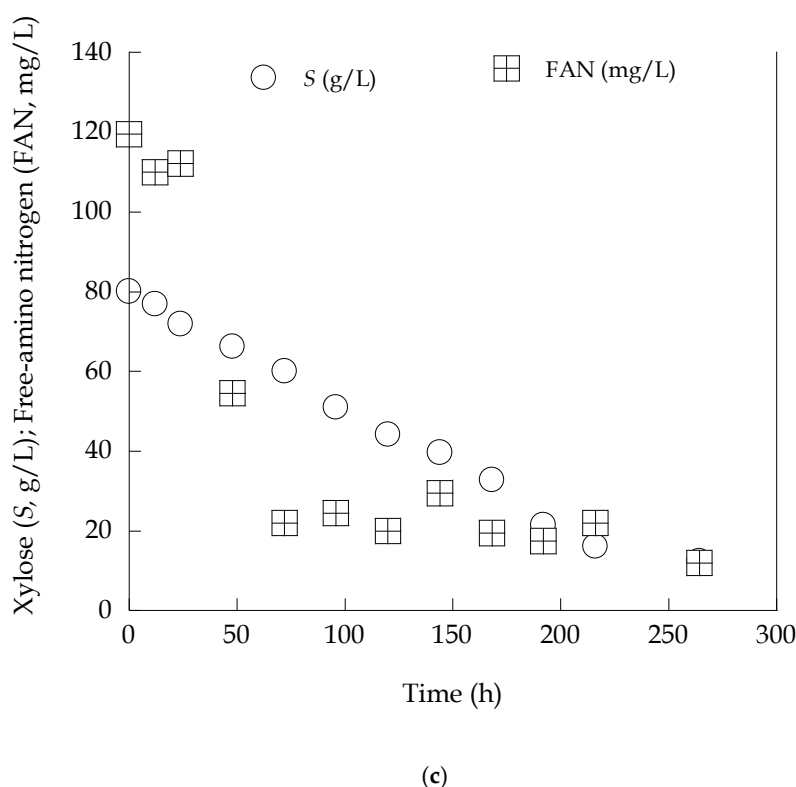 Xylose (S, g/L); Free-amino nitrogen (FAN, mg/L)
140
120
100
80
60
40
20
0
S (g/L)
FAN (mg/L)
0 50 100 150 200 250 300
Time (h)
(c)